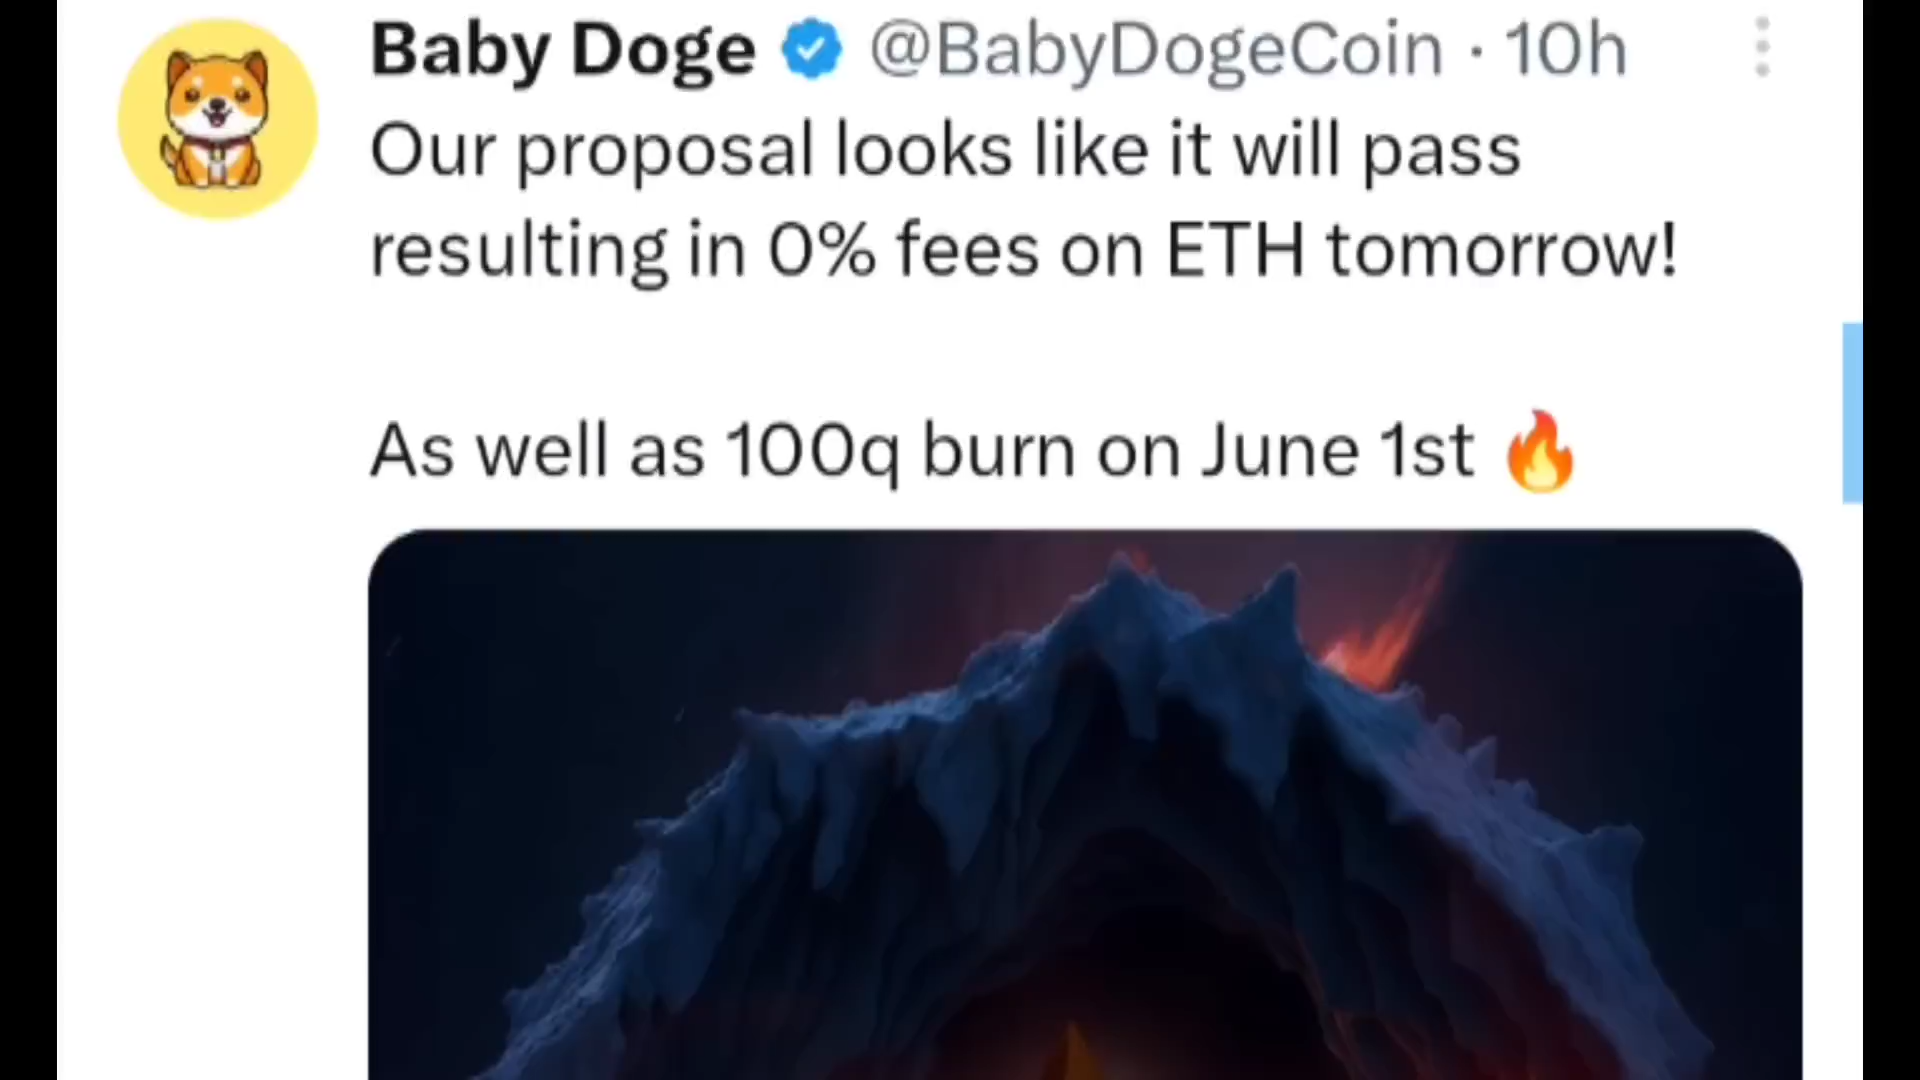 Baby Doge @BabyDogeCoin · 10h
Our proposal looks like it will pass
resulting in 0% fees on ETH tomorrow!
As well as 100q burn on June 1st 🔥